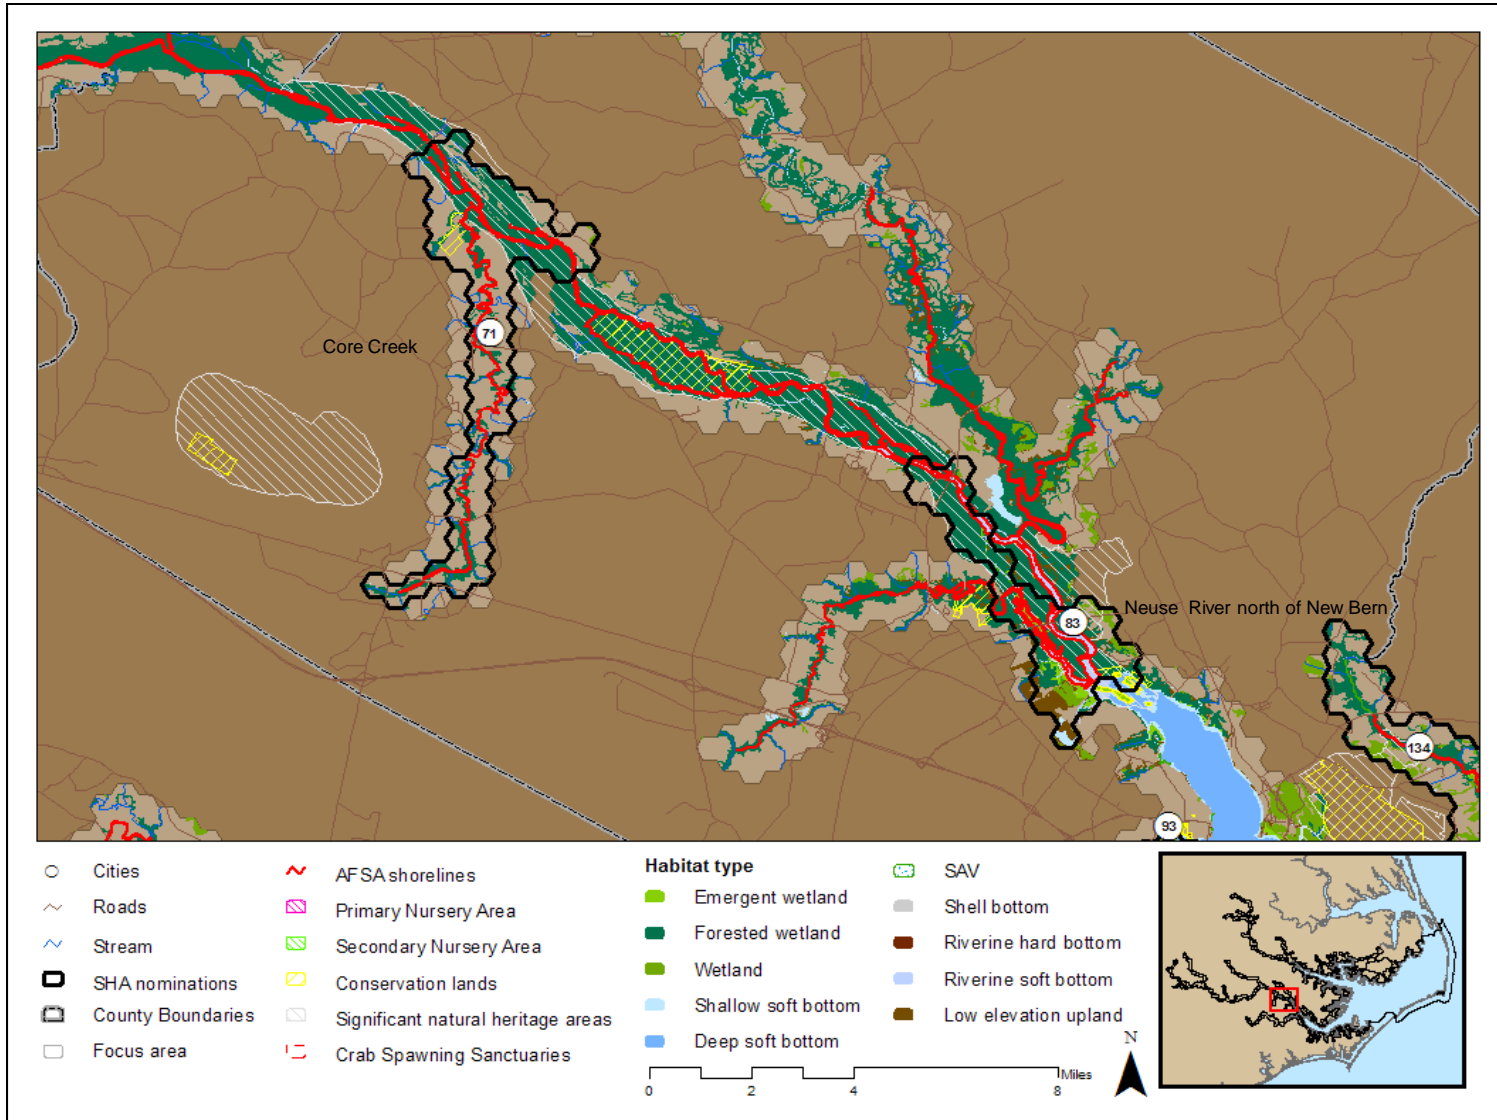 Core Creek
71
Neuse River north of New Bern
83
134
93
Cities
Roads
Stream
SHA nominations
County Boundaries
Focus area
AFSA shorelines
Primary Nursery Area
Secondary Nursery Area
Conservation lands
Significant natural heritage areas
Crab Spawning Sanctuaries
Habitat type
Emergent wetland
Forested wetland
Wetland
Shallow soft bottom
Deep soft bottom
SAV
Shell bottom
Riverine hard bottom
Riverine soft bottom
Low elevation upland
Miles
0 2 4 8
N